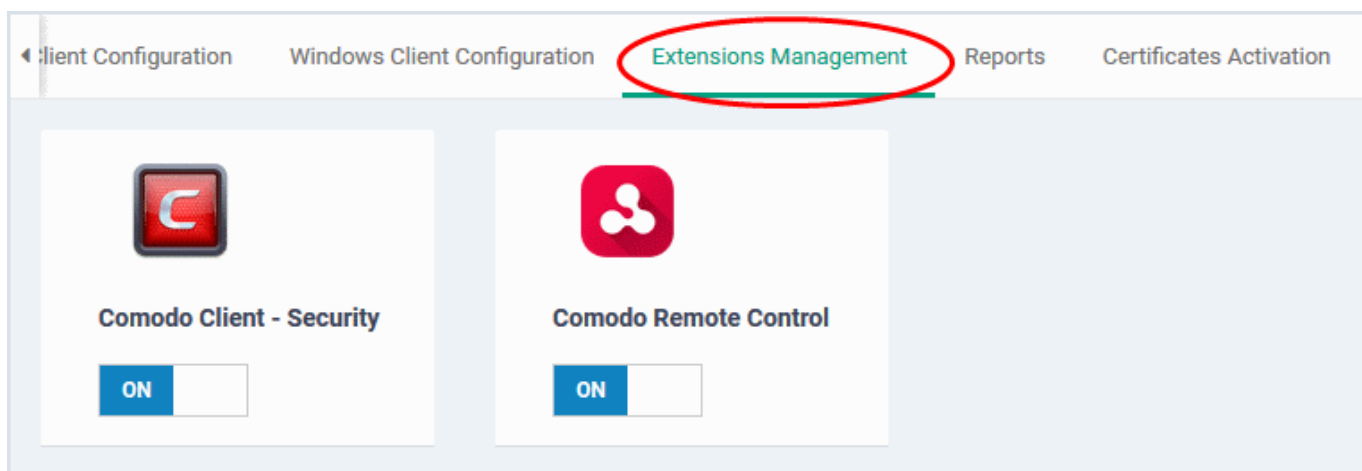 lient Configuration Windows Client Configuration Extensions Management Reports Certificates Activation
C
Comodo Client - Security Comodo Remote Control
ON ON